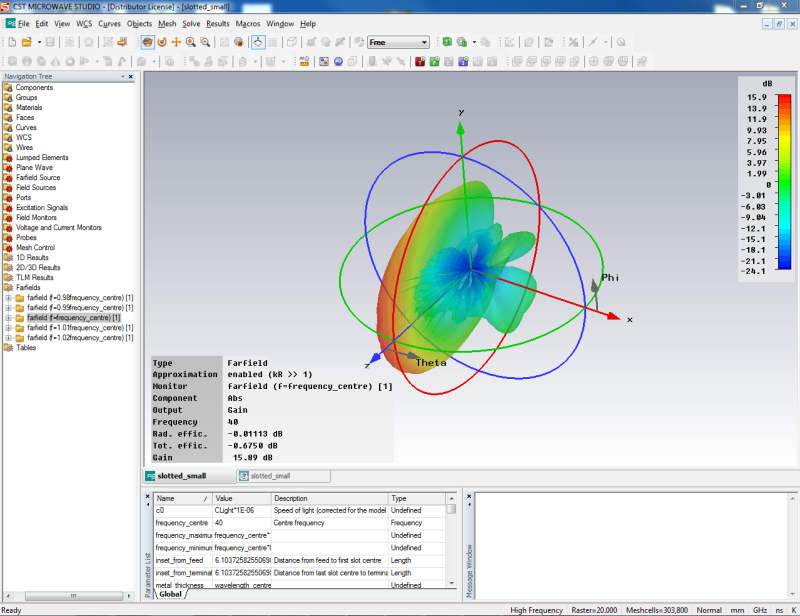 CST MICROWAVE STUDIO - [Distributor License] - [slotted_small]
File Edit View WCS Curves Objects Mesh Solve Results Macros Window Help
Free
Navigation Tree
Components
Groups
Materials
Faces
Curves
WCS
Wires
Lumped Elements
Plane Wave
Farfield Source
Field Sources
Ports
Excitation Signals
Field Monitors
Voltage and Current Monitors
Probes
Mesh Control
1D Results
2D/3D Results
TLM Results
Farfields
farfield (f=0.98frequency_centre) [1]
farfield (f=0.99frequency_centre) [1]
farfield (f=frequency_centre) [1]
farfield (f=1.01frequency_centre) [1]
farfield (f=1.02frequency_centre) [1]
Tables
y
Phi
x
z
Theta
dB
15.9
13.9
11.9
9.93
7.95
5.96
3.97
1.99
0
-3.01
-6.03
-9.04
-12.1
-15.1
-18.1
-21.1
-24.1
Type Farfield
Approximation enabled (kR >> 1)
Monitor farfield (f=frequency_centre) [1]
Component Abs
Output Gain
Frequency 40
Rad. effic. -0.01113 dB
Tot. effic. -0.6750 dB
Gain 15.89 dB
slotted_small
slotted_small
Name / Value Description Type
c0 CLight*1E-06 Speed of light (corrected for the model Undefined
frequency_centre 40 Centre frequency Frequency
frequency_maximu frequency_centre* Undefined
frequency_minimum frequency_centre* Undefined
inset_from_feed 6.1037258255069 Distance from feed to first slot centre Length
inset_from_terminat 6.1037258255069 Distance from last slot centre to termina Length
metal_thickness wavelength_centre Undefined
Global
Parameter List
Message Window
Ready
High Frequency Raster=20.000 Meshcells=303,800 Normal mm GHz ns K